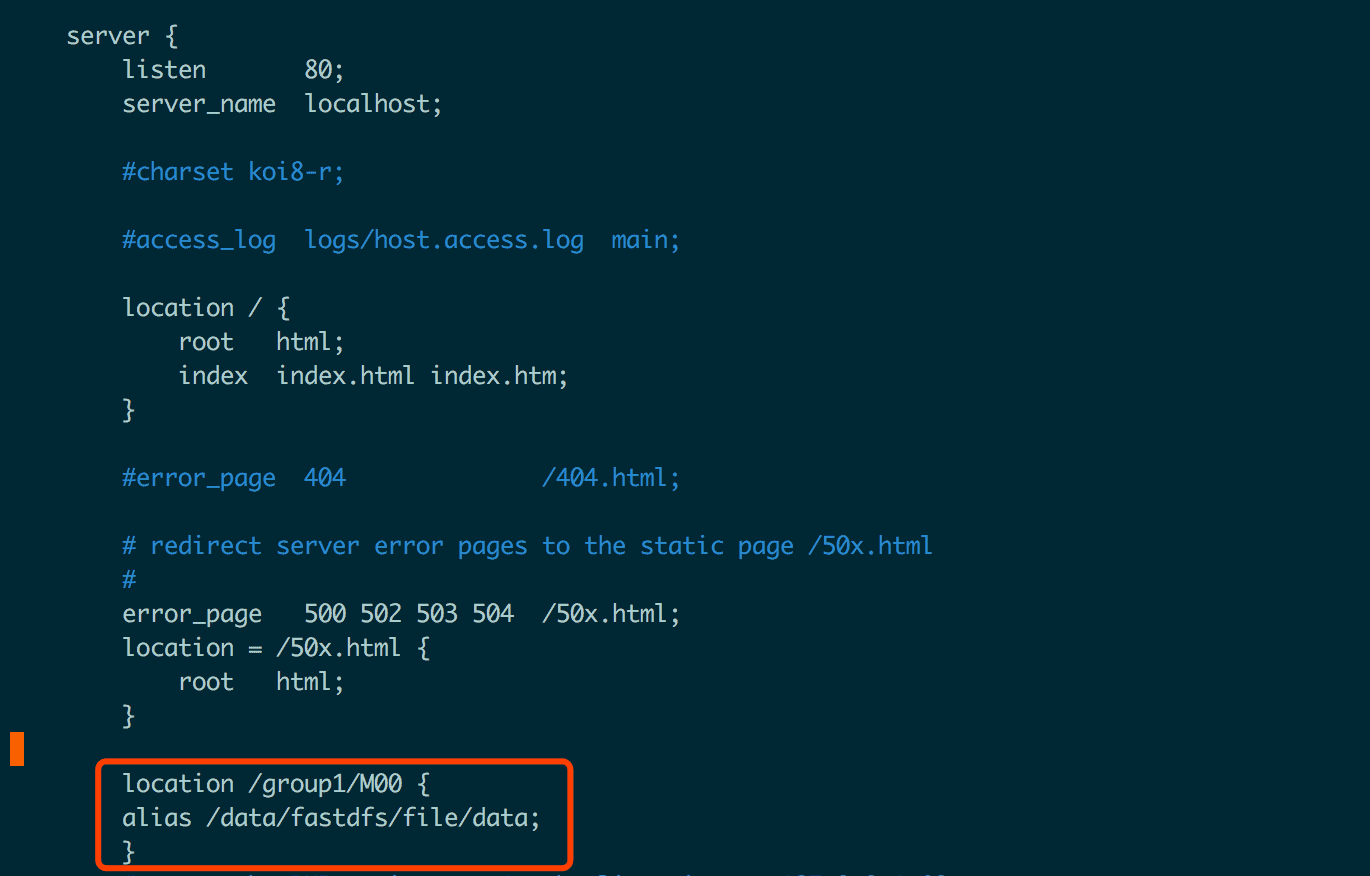 server {
    listen       80;
    server_name  localhost;
    #charset koi8-r;
    #access_log  logs/host.access.log  main;
    location / {
        root   html;
        index  index.html index.htm;
    }
    #error_page  404              /404.html;
    # redirect server error pages to the static page /50x.html
    #
    error_page   500 502 503 504  /50x.html;
    location = /50x.html {
        root   html;
    }
    location /group1/M00 {
    alias /data/fastdfs/file/data;
    }